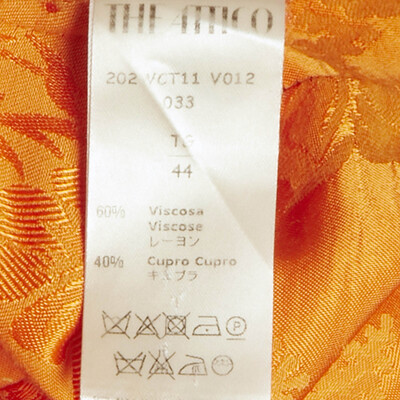 THE ATTICO
202 VCT11 V012
033
TG
44
60% Viscosa
Viscose
レーヨン
40% Cupro Cupro
キュプラ